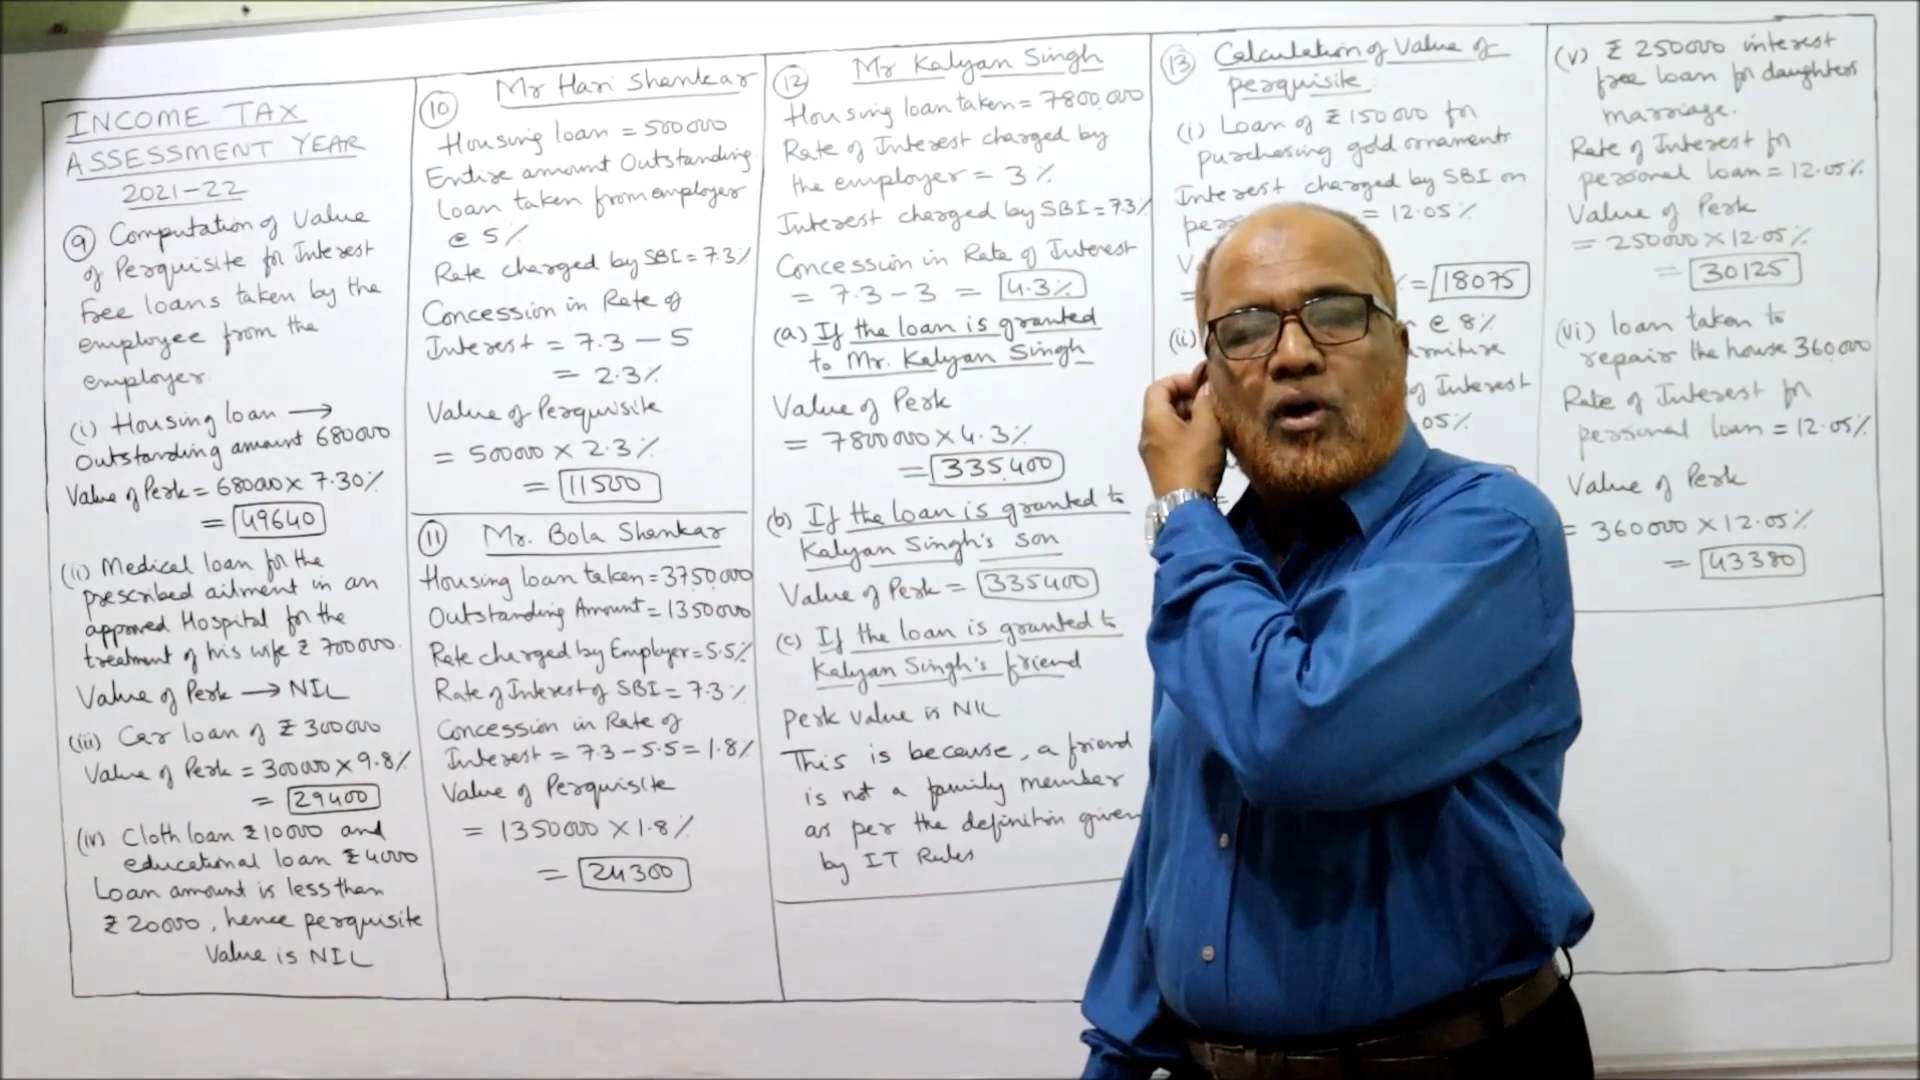 INCOME TAX
ASSESSMENT YEAR
2021-22
⑨ Computation of Value
of Perquisite for Interest
Free loans taken by the
employee from the
employer
(i) Housing loan →
Outstanding amount 680000
Value of Perk = 680000 x 7.30%
= 49640
(ii) Medical loan for the
prescribed ailment in an
approved Hospital for the
treatment of his wife ₹ 700000.
Value of Perk → NIL
(iii) Car loan of ₹ 300000
Value of Perk = 300000 x 9.8%
= 29400
(iv) Cloth loan ₹10000 and
educational loan ₹4000
Loan amount is less than
₹ 20000, hence perquisite
Value is NIL
⑩ Mr Hari Shankar
Housing loan = 500000
Entire amount Outstanding
Loan taken from employer
@ 5%
Rate charged by SBI = 7.3%
Concession in Rate of
Interest = 7.3 - 5
= 2.3%
Value of Perquisite
= 500000 x 2.3%
= 11500
⑪ Mr. Bola Shankar
Housing loan taken = 3750,000
Outstanding Amount = 1350000
Rate charged by Employer = 5.5%
Rate of Interest of SBI = 7.3%
Concession in Rate of
Interest = 7.3 - 5.5 = 1.8%
Value of Perquisite
= 1350000 x 1.8%
= 24300
⑫ Mr Kalyan Singh
Housing loan taken = 7800,000
Rate of Interest charged by
the employer = 3%
Interest charged by SBI = 7.3%
Concession in Rate of Interest
= 7.3 - 3 = 4.3%
(a) If the loan is granted
to Mr. Kalyan Singh
Value of Perk
= 7800000 x 4.3%
= 335400
(b) If the loan is granted to
Kalyan Singh's son
Value of Perk = 335400
(c) If the loan is granted to
Kalyan Singh's friend
Perk value is NIL
This is because, a friend
is not a family member
as per the definition given
by IT Rules
⑬ Calculation of Value of
perquisite
(i) Loan of ₹ 150000 for
purchasing gold ornaments
Interest charged by SBI on
= 12.05%
= 18075
(ii) @ 8%
of Interest
(v) ₹ 250000 interest
free loan for daughters
marriage.
Rate of Interest for
personal loan = 12.05%
Value of Perk
= 250000 x 12.05%
= 30125
(vi) loan taken to
repair the house 360,000
Rate of Interest for
personal loan = 12.05%
Value of Perk
= 360000 x 12.05%
= 43380